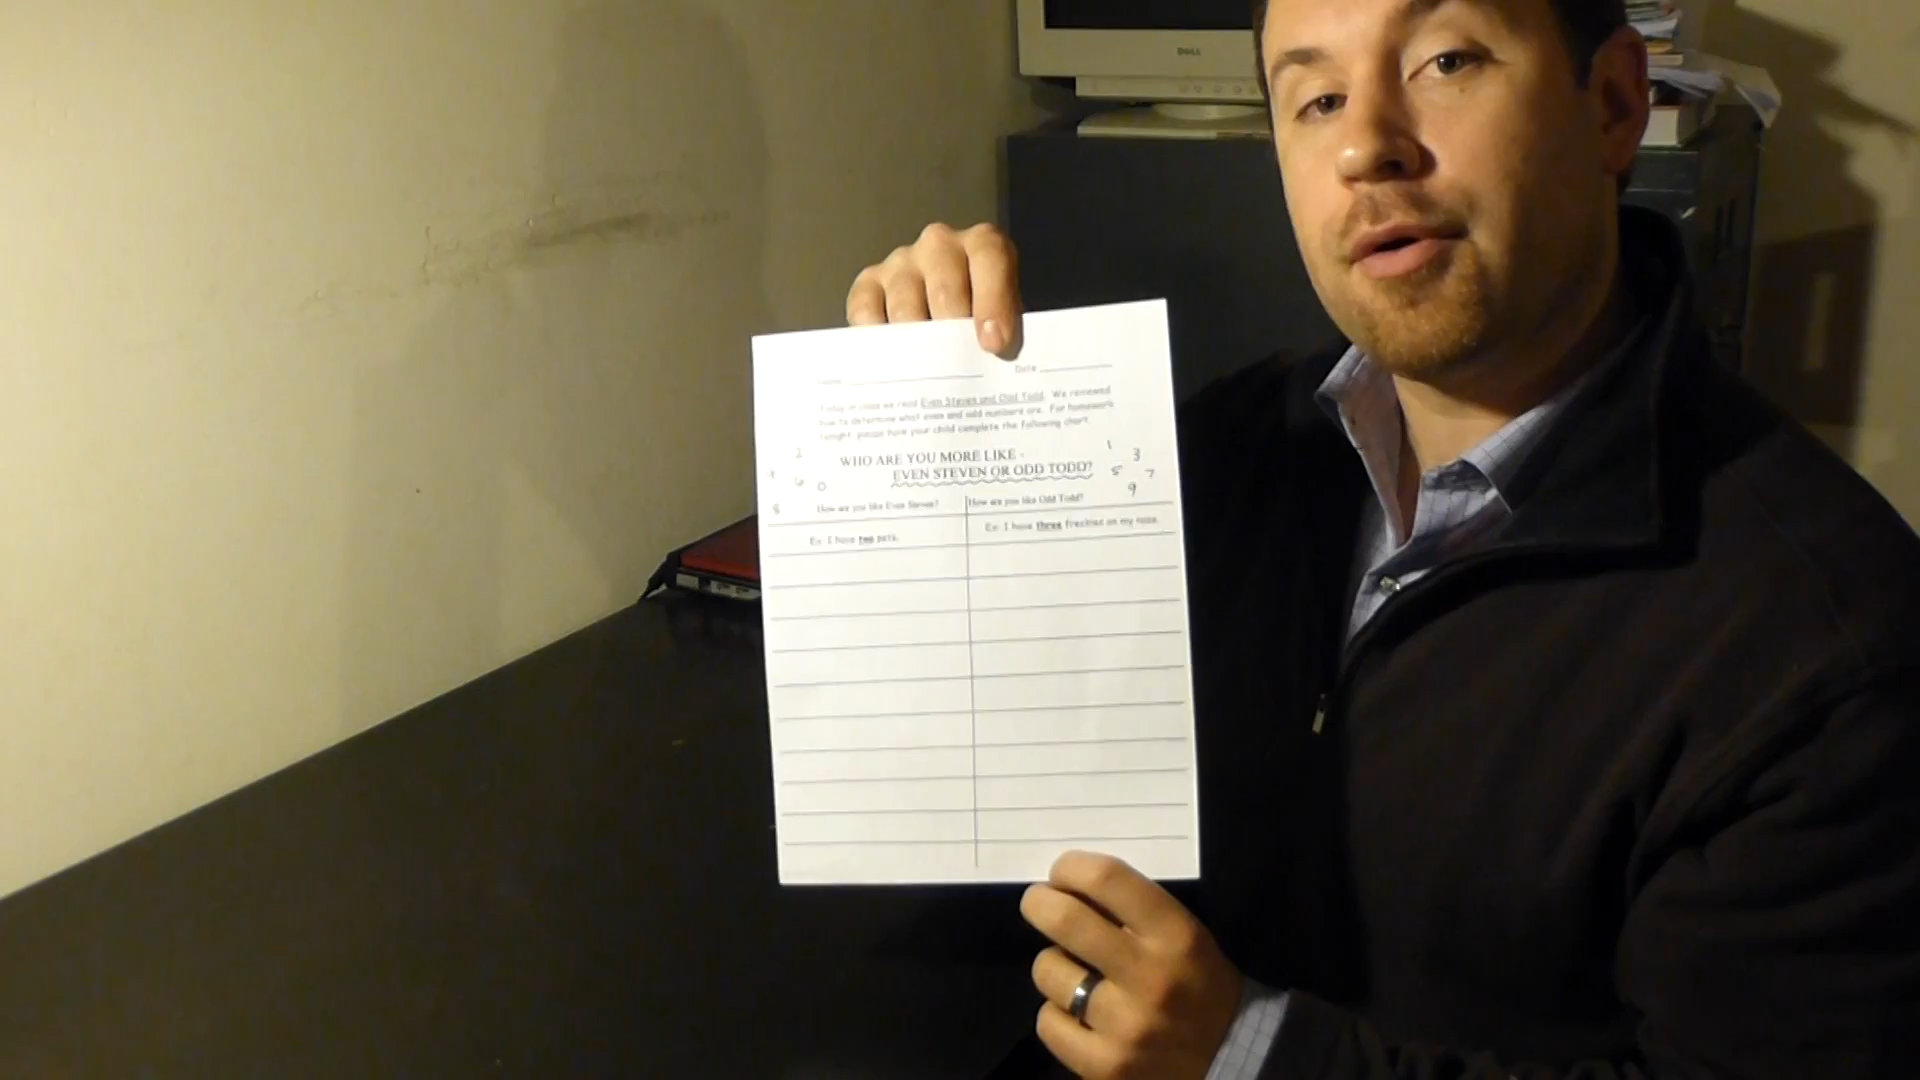 DELL
Name Date
Today in class we read Even Steven and Odd Todd. We reviewed
how to determine what even and odd numbers are. For homework
tonight, please have your child complete the following chart.
2 1 3
WHO ARE YOU MORE LIKE -
EVEN STEVEN OR ODD TODD?
6 0 5 7
8 9
How are you like Even Steven? How are you like Odd Todd?
Ex: I have two pets. Ex: I have three freckles on my nose.